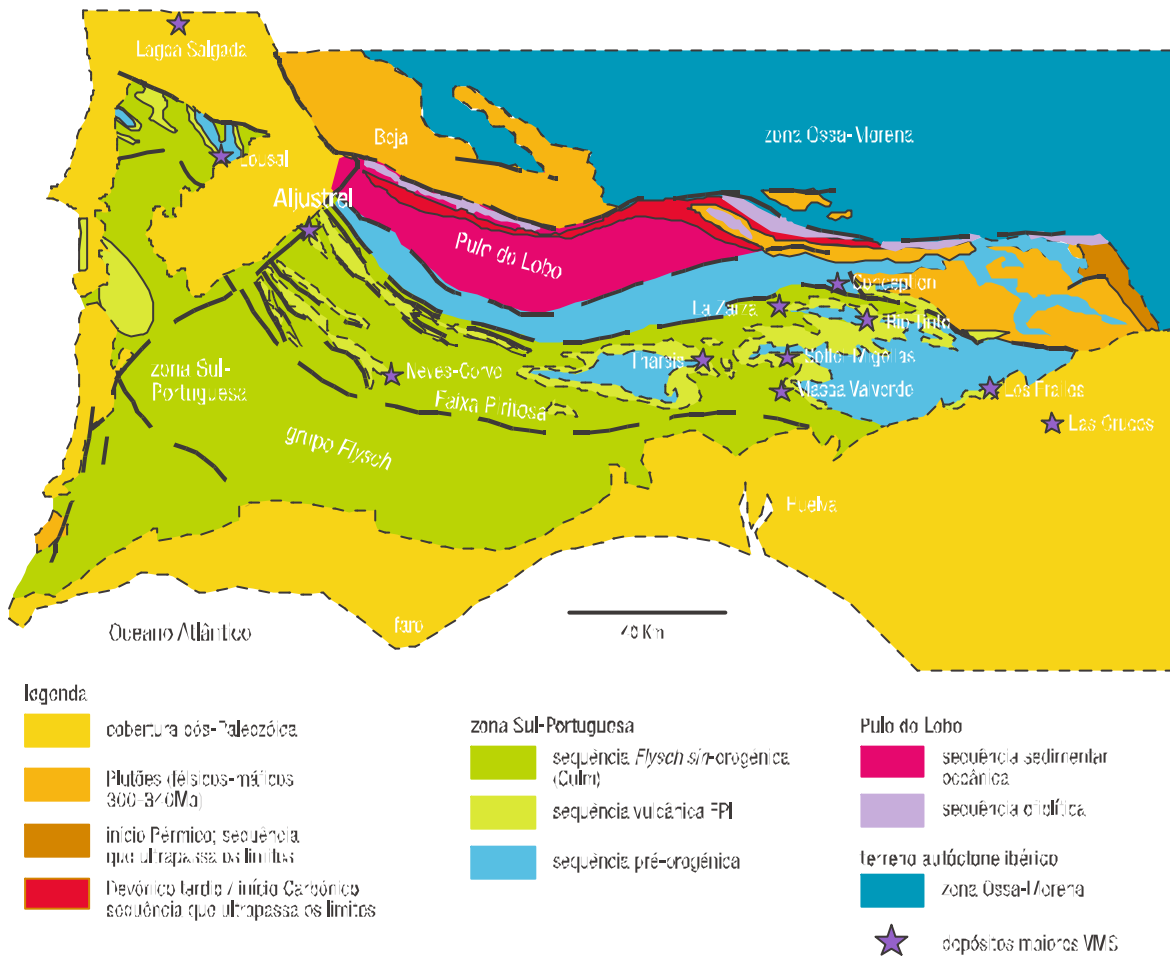 Lagoa Salgada
Beja
zona Ossa-Morena
Lousal
Aljustrel
Pulo do Lobo
Conception
La Zarza
Rio Tinto
zona Sul-
Portuguesa
Neves-Corvo
Tharsis
Sotiel-Migollas
Masa Valverde
Los Frailes
Faixa Piritosa
Las Cruces
grupo Flysch
Huelva
Oceano Atlântico
faro
40 Km
legenda
cobertura pós-Paleozóica
Plutões (félsicos-máficos
300-340Ma)
início Pérmico; sequência
que ultrapassa os limites
Devónico tardio / início Carbónico
sequência que ultrapassa os limites
zona Sul-Portuguesa
sequência Flysch sin-orogénica
(Culm)
sequência vulcânica FPI
sequência pré-orogénica
Pulo do Lobo
sequência sedimentar
oceânica
sequência ofiolítica
terreno autóctone ibérico
zona Ossa-Morena
depósitos maiores VMS